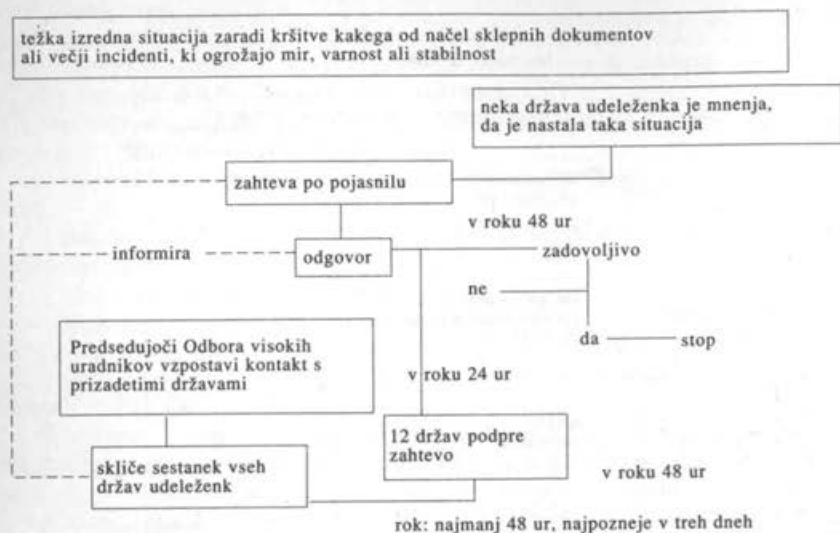 težka izredna situacija zaradi kršitve kakega od načel sklepnih dokumentov
ali večji incidenti, ki ogrožajo mir, varnost ali stabilnost
neka država udeleženka je mnenja,
da je nastala taka situacija
zahteva po pojasnilu
v roku 48 ur
informira
odgovor
zadovoljivo
ne
da
stop
Predsedujoči Odbora visokih
uradnikov vzpostavi kontakt s
prizadetimi državami
v roku 24 ur
12 držav podpre
zahtevo
skliče sestanek vseh
držav udeleženk
v roku 48 ur
rok: najmanj 48 ur, najpozneje v treh dneh